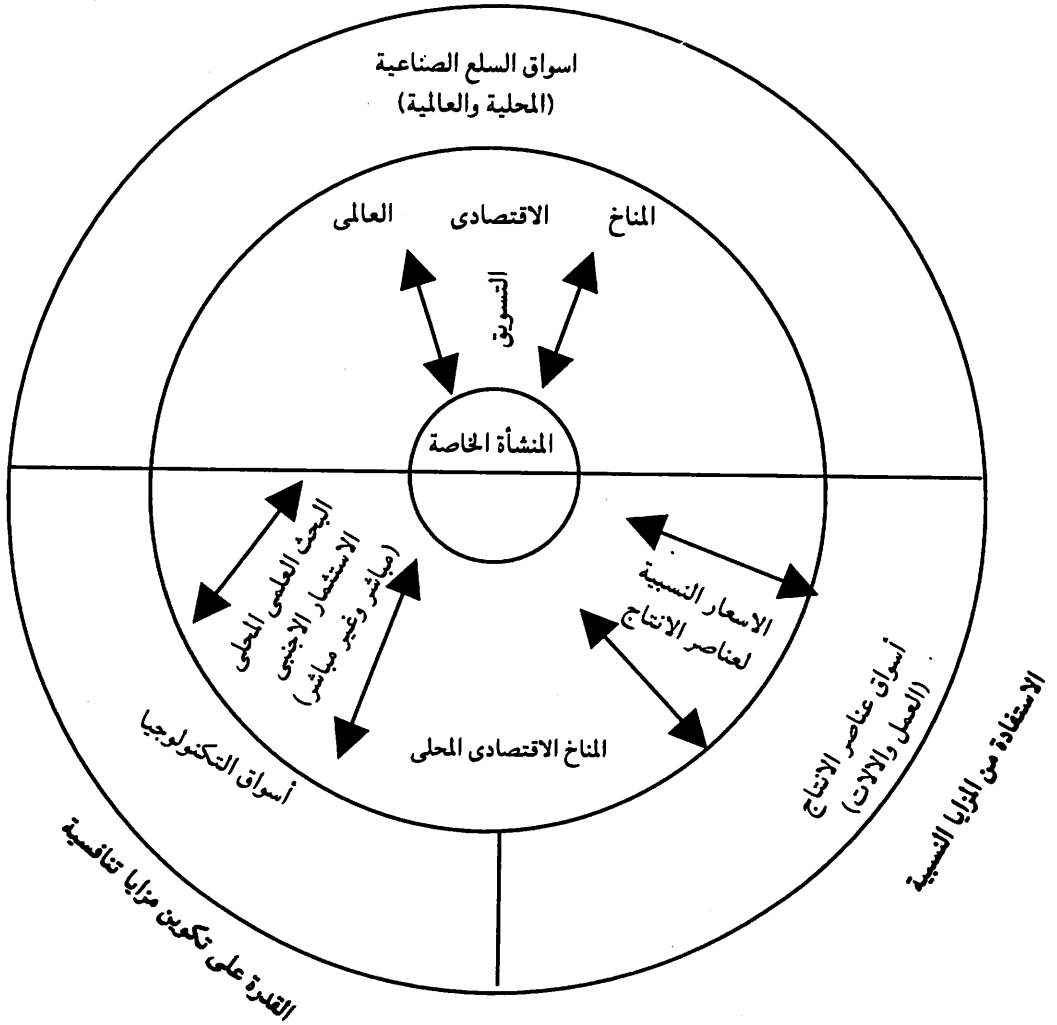 اسواق السلع الصناعية
(المحلية والعالمية)
المناخ الاقتصادى العالمى
التسويق
المنشأة الخاصة
البحث العلمى المحلى
الاستثمار الاجنبى
(مباشر وغير مباشر)
الاسعار النسبية
لعناصر الانتاج
المناخ الاقتصادى المحلى
أسواق التكنولوجيا
أسواق عناصر الانتاج
(العمل والالات)
الاستفادة من المزايا النسبية
القدرة على تكوين مزايا تنافسية